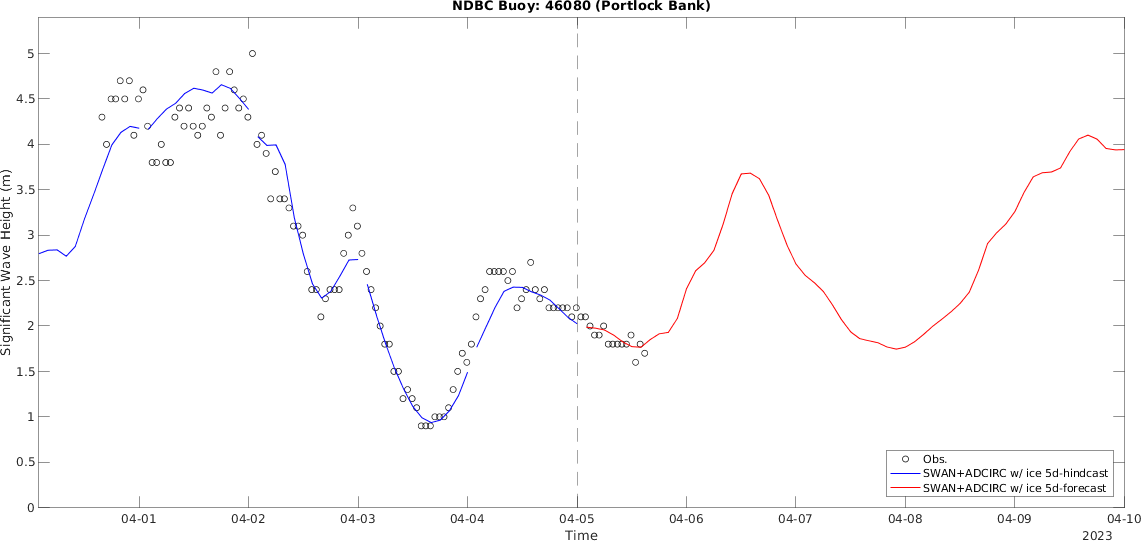 NDBC Buoy: 46080 (Portlock Bank)
5
4.5
4
3.5
3
2.5
2
1.5
1
0.5
0
Significant Wave Height (m)
Obs.
SWAN+ADCIRC w/ ice 5d-hindcast
SWAN+ADCIRC w/ ice 5d-forecast
04-01 04-02 04-03 04-04 04-05 04-06 04-07 04-08 04-09 04-10
Time
2023